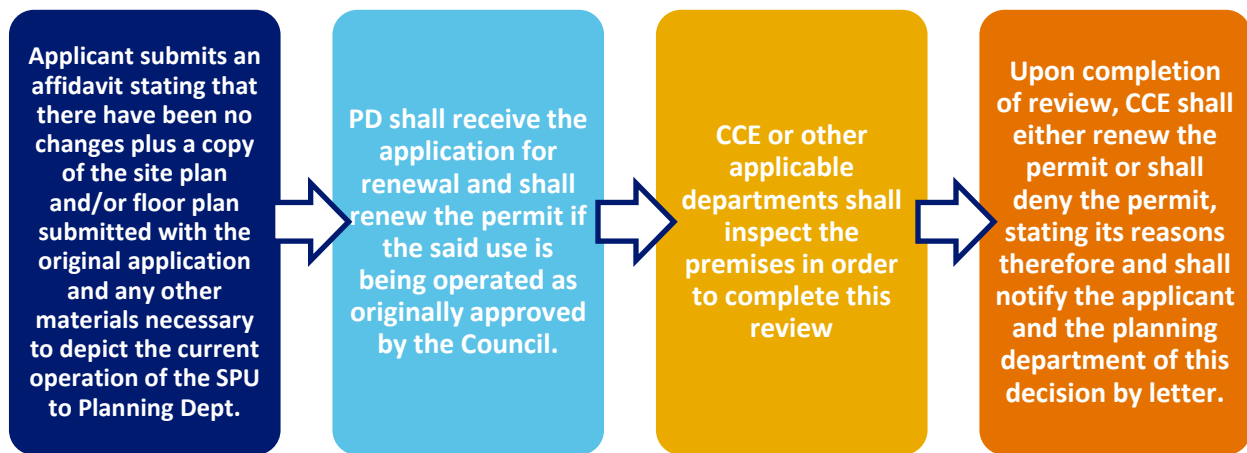 Applicant submits an
affidavit stating that
there have been no
changes plus a copy
of the site plan
and/or floor plan
submitted with the
original application
and any other
materials necessary
to depict the current
operation of the SPU
to Planning Dept.
PD shall receive the
application for
renewal and shall
renew the permit if
the said use is
being operated as
originally approved
by the Council.
CCE or other
applicable
departments shall
inspect the
premises in order
to complete this
review
Upon completion
of review, CCE shall
either renew the
permit or shall
deny the permit,
stating its reasons
therefore and shall
notify the applicant
and the planning
department of this
decision by letter.